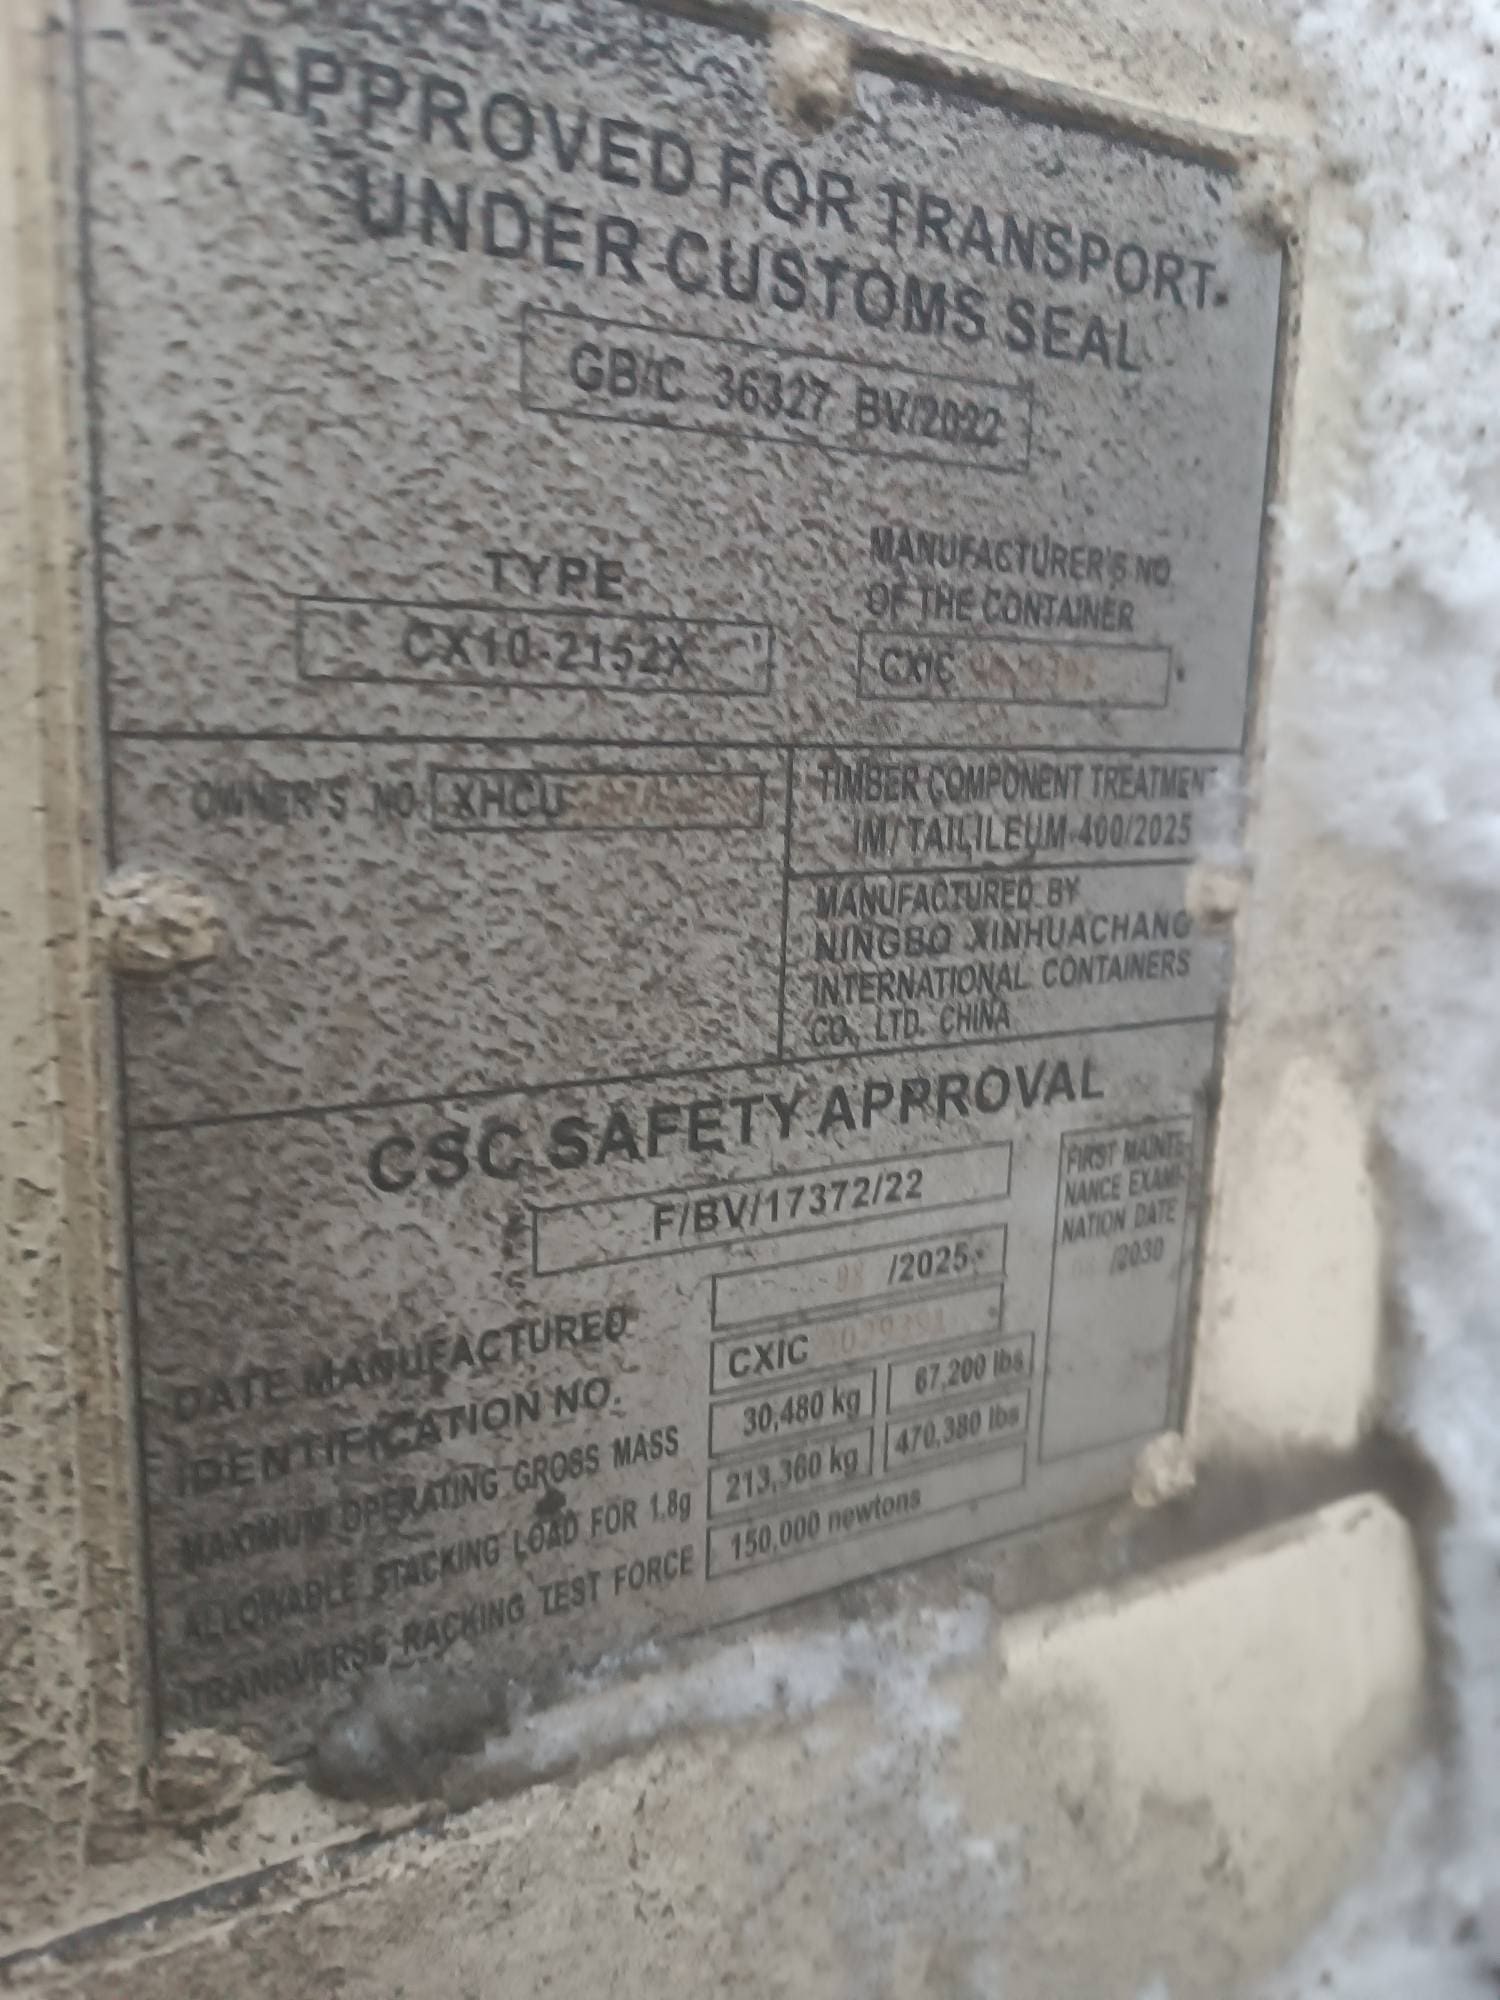 APPROVED FOR TRANSPORT
UNDER CUSTOMS SEAL
GB/C 36327 BV/2022
TYPE
CX10-2152X
MANUFACTURER'S NO.
OF THE CONTAINER
CXIC
OWNER'S NO. XHCU
TIMBER COMPONENT TREATMENT
IM/TAILILEUM-400/2025
MANUFACTURED BY
NINGBO XINHUACHANG
INTERNATIONAL CONTAINERS
CO., LTD. CHINA
CSC SAFETY APPROVAL
F/BV/17372/22
DATE MANUFACTURED /2025
IDENTIFICATION NO. CXIC
MAXIMUM OPERATING GROSS MASS 30,480 kg 67,200 lbs
ALLOWABLE STACKING LOAD FOR 1.8g 213,360 kg 470,380 lbs
TRANSVERSE RACKING TEST FORCE 150,000 newtons
FIRST MAINTE-
NANCE EXAMI-
NATION DATE
/2030